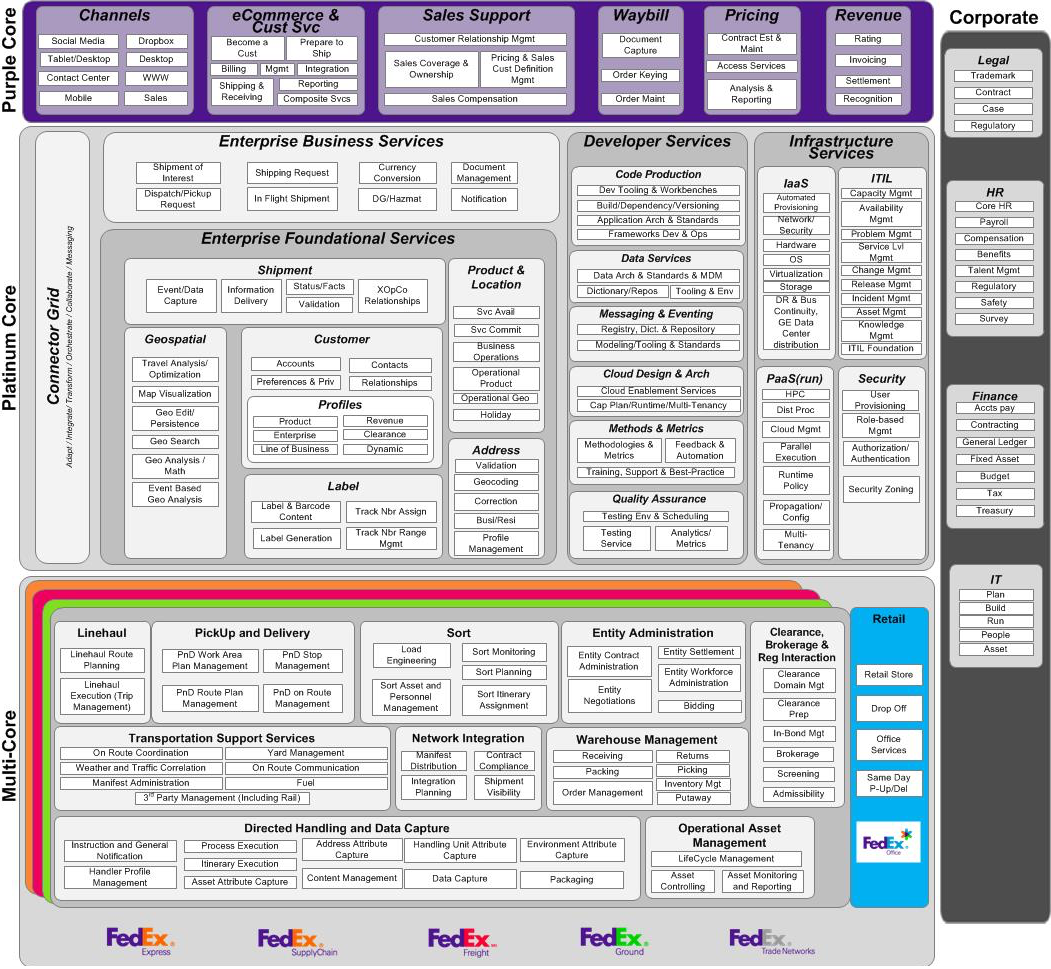 Purple Core
Channels
Social Media
Dropbox
Tablet/Desktop
Desktop
Contact Center
WWW
Mobile
Sales
eCommerce &
Cust Svc
Become a
Cust
Prepare to
Ship
Billing
Mgmt
Integration
Shipping &
Receiving
Reporting
Composite Svcs
Sales Support
Customer Relationship Mgmt
Sales Coverage &
Ownership
Pricing & Sales
Cust Definition
Mgmt
Sales Compensation
Waybill
Document
Capture
Order Keying
Order Maint
Pricing
Contract Est &
Maint
Access Services
Analysis &
Reporting
Revenue
Rating
Invoicing
Settlement
Recognition
Corporate
Legal
Trademark
Contract
Case
Regulatory
HR
Core HR
Payroll
Compensation
Benefits
Talent Mgmt
Regulatory
Safety
Survey
Finance
Accts pay
Contracting
General Ledger
Fixed Asset
Budget
Tax
Treasury
IT
Plan
Build
Run
People
Asset
Platinum Core
Connector Grid
Adapt / Integrate/ Transform / Orchestrate / Collaborate / Messaging
Enterprise Business Services
Shipment of
Interest
Shipping Request
Currency
Conversion
Document
Management
Dispatch/Pickup
Request
In Flight Shipment
DG/Hazmat
Notification
Enterprise Foundational Services
Shipment
Event/Data
Capture
Information
Delivery
Status/Facts
Validation
XOpCo
Relationships
Geospatial
Travel Analysis/
Optimization
Map Visualization
Geo Edit/
Persistence
Geo Search
Geo Analysis /
Math
Event Based
Geo Analysis
Customer
Accounts
Contacts
Preferences & Priv
Relationships
Profiles
Product
Revenue
Enterprise
Clearance
Line of Business
Dynamic
Label
Label & Barcode
Content
Track Nbr Assign
Label Generation
Track Nbr Range
Mgmt
Product &
Location
Svc Avail
Svc Commit
Business
Operations
Operational
Product
Operational Geo
Holiday
Address
Validation
Geocoding
Correction
Busi/Resi
Profile
Management
Developer Services
Code Production
Dev Tooling & Workbenches
Build/Dependency/Versioning
Application Arch & Standards
Frameworks Dev & Ops
Data Services
Data Arch & Standards & MDM
Dictionary/Repos
Tooling & Env
Messaging & Eventing
Registry, Dict. & Repository
Modeling/Tooling & Standards
Cloud Design & Arch
Cloud Enablement Services
Cap Plan/Runtime/Multi-Tenancy
Methods & Metrics
Methodologies &
Metrics
Feedback &
Automation
Training, Support & Best-Practice
Quality Assurance
Testing Env & Scheduling
Testing
Service
Analytics/
Metrics
Infrastructure
Services
IaaS
Automated
Provisioning
Network/
Security
Hardware
OS
Virtualization
Storage
DR & Bus
Continuity,
GE Data
Center
distribution
ITIL
Capacity Mgmt
Availability
Mgmt
Problem Mgmt
Service Lvl
Mgmt
Change Mgmt
Release Mgmt
Incident Mgmt
Asset Mgmt
Knowledge
Mgmt
ITIL Foundation
PaaS(run)
HPC
Dist Proc
Cloud Mgmt
Parallel
Execution
Runtime
Policy
Propagation/
Config
Multi-
Tenancy
Security
User
Provisioning
Role-based
Mgmt
Authorization/
Authentication
Security Zoning
Multi-Core
Linehaul
Linehaul Route
Planning
Linehaul
Execution (Trip
Management)
PickUp and Delivery
PnD Work Area
Plan Management
PnD Stop
Management
PnD Route Plan
Management
PnD on Route
Management
Sort
Load
Engineering
Sort Monitoring
Sort Planning
Sort Asset and
Personnel
Management
Sort Itinerary
Assignment
Entity Administration
Entity Contract
Administration
Entity Settlement
Entity Workforce
Administration
Entity
Negotiations
Bidding
Clearance,
Brokerage &
Reg Interaction
Clearance
Domain Mgt
Clearance
Prep
In-Bond Mgt
Brokerage
Screening
Admissibility
Transportation Support Services
On Route Coordination
Yard Management
Weather and Traffic Correlation
On Route Communication
Manifest Administration
Fuel
3rd Party Management (Including Rail)
Network Integration
Manifest
Distribution
Contract
Compliance
Integration
Planning
Shipment
Visibility
Warehouse Management
Receiving
Returns
Packing
Picking
Order Management
Inventory Mgt
Putaway
Directed Handling and Data Capture
Instruction and General
Notification
Process Execution
Address Attribute
Capture
Handling Unit Attribute
Capture
Environment Attribute
Capture
Itinerary Execution
Handler Profile
Management
Asset Attribute Capture
Content Management
Data Capture
Packaging
Operational Asset
Management
LifeCycle Management
Asset
Controlling
Asset Monitoring
and Reporting
Retail
Retail Store
Drop Off
Office
Services
Same Day
P-Up/Del
FedEx®
Office
FedEx®
Express
FedEx®
SupplyChain
FedEx
Freight
FedEx®
Ground
FedEx®
Trade Networks